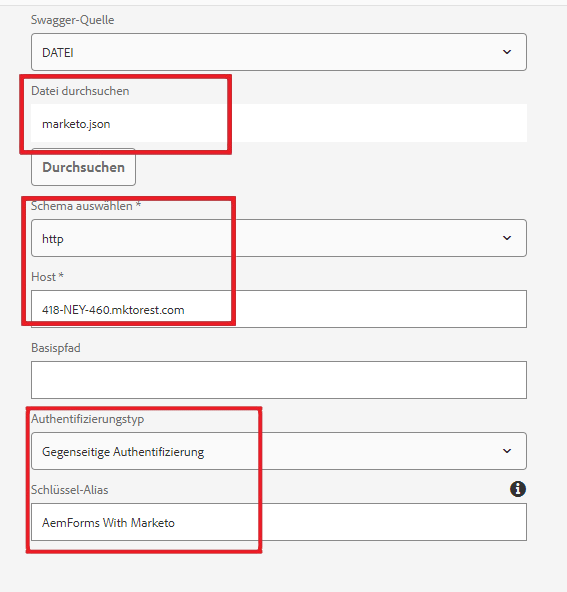 Swagger-Quelle
DATEI
Datei durchsuchen
marketo.json
Durchsuchen
Schema auswählen *
http
Host *
418-NEY-460.mktorest.com
Basispfad
Authentifizierungstyp
Gegenseitige Authentifizierung
Schlüssel-Alias
AemForms With Marketo